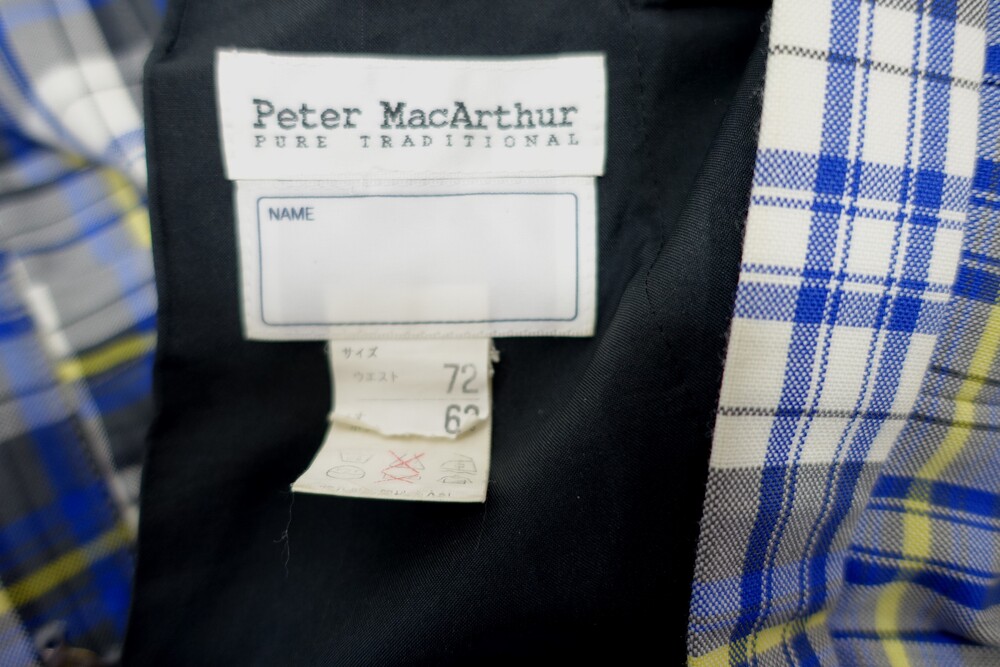 Peter MacArthur
PURE TRADITIONAL
NAME
サイズ
ウエスト 72